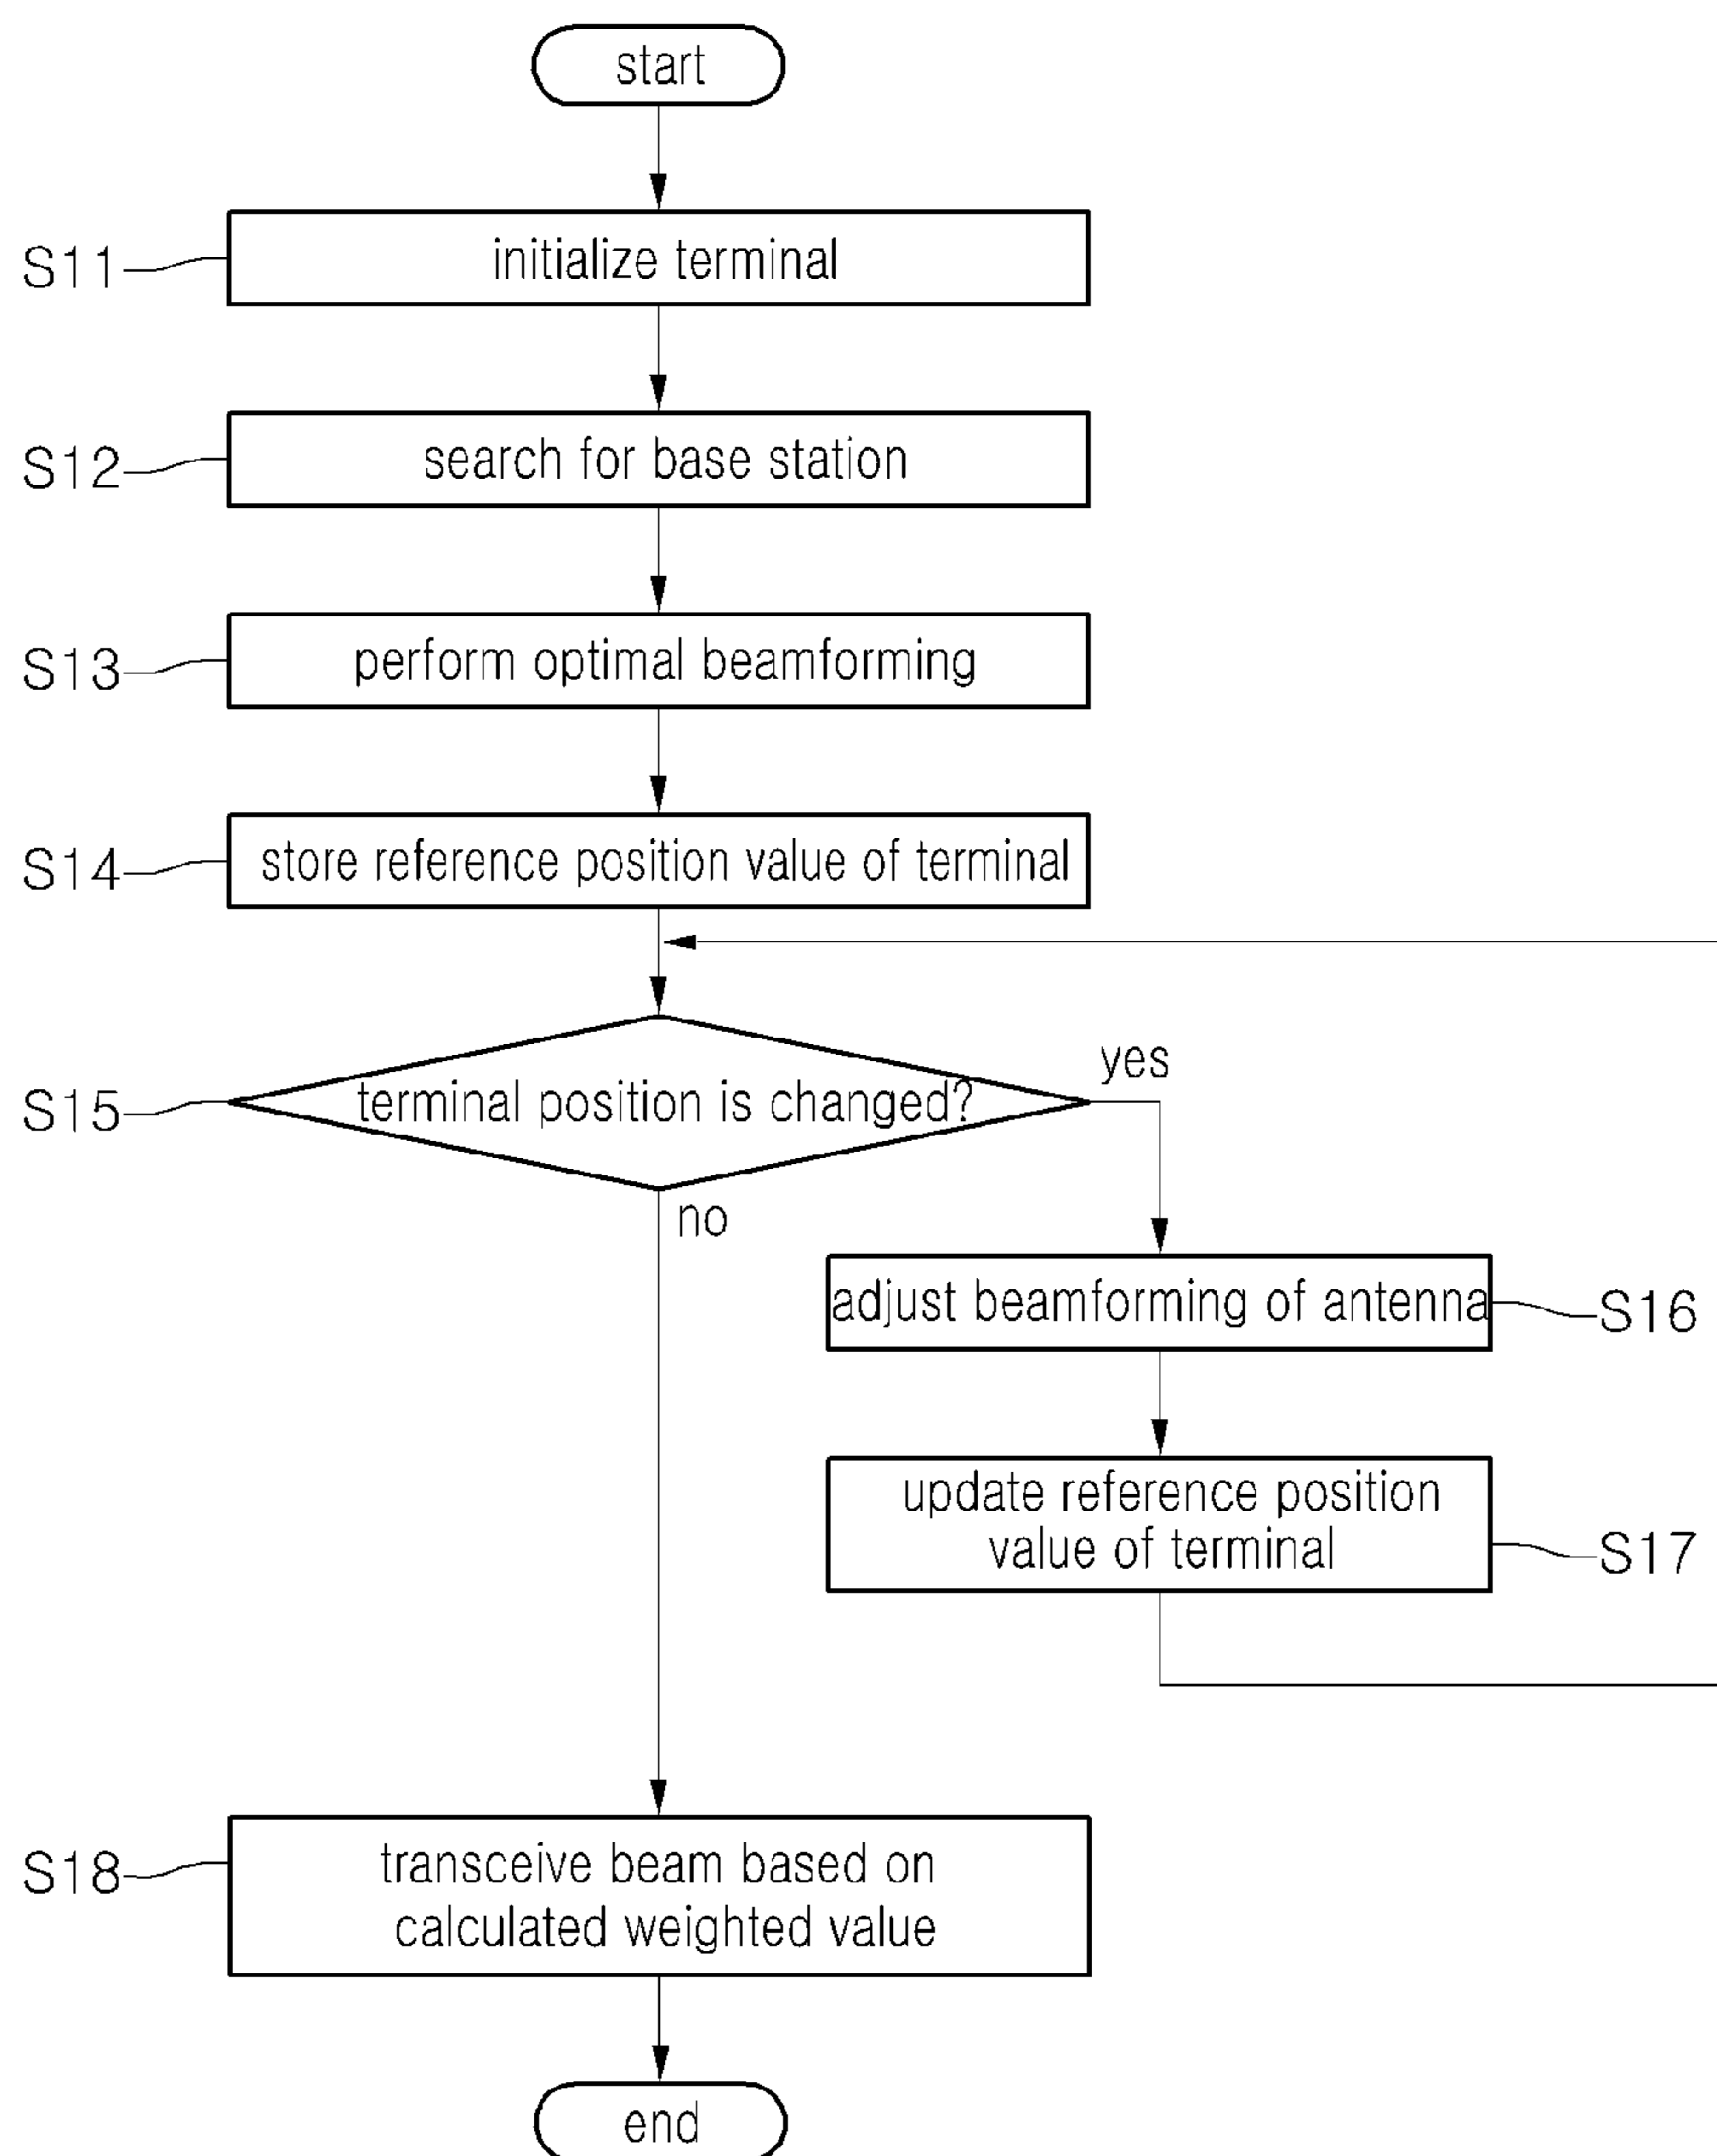 start
S11
initialize terminal
S12
search for base station
S13
perform optimal beamforming
S14
store reference position value of terminal
S15
terminal position is changed?
yes
no
adjust beamforming of antenna
S16
update reference position
value of terminal
S17
S18
transceive beam based on
calculated weighted value
end